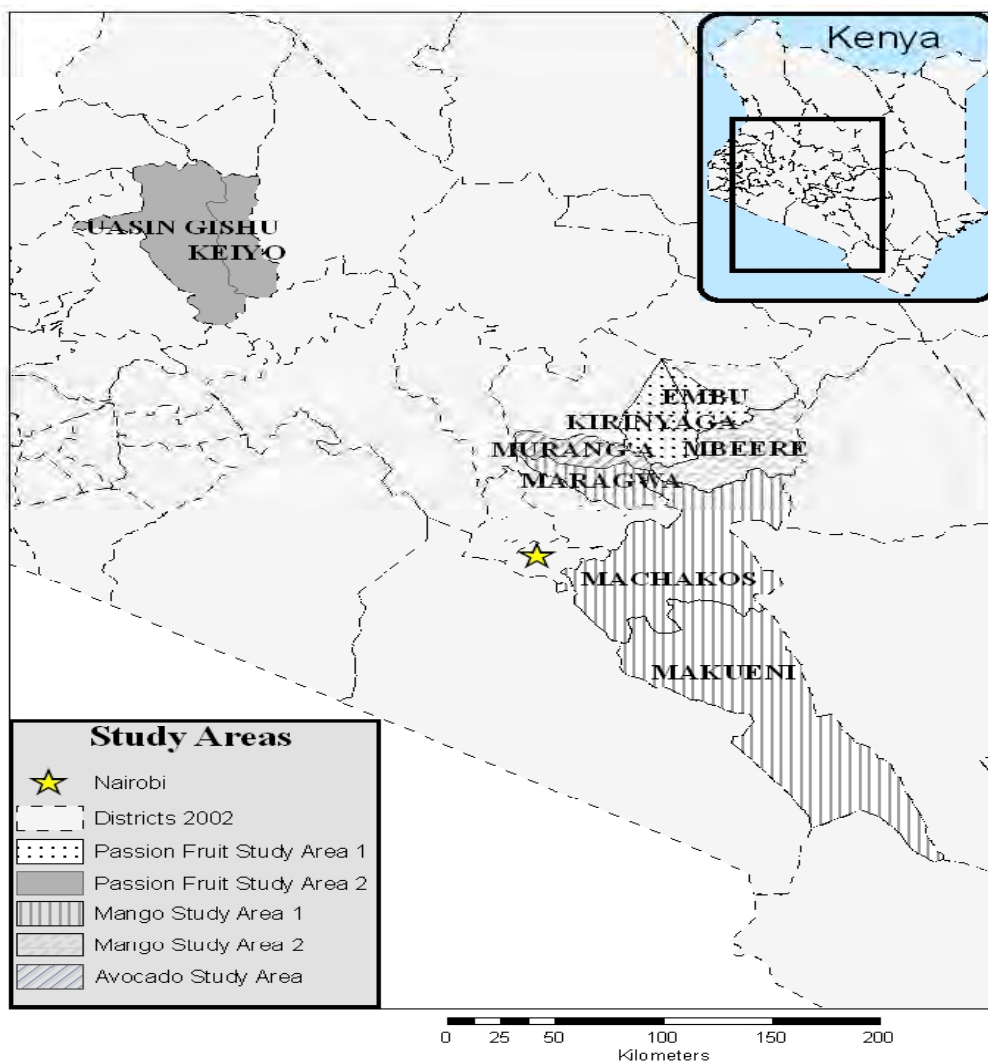 Kenya
UASIN GISHU
KEIYO
EMBU
KIRINYAGA
MURANG'A
MBEERE
MARAGWA
MACHAKOS
MAKUENI
Study Areas
Nairobi
Districts 2002
Passion Fruit Study Area 1
Passion Fruit Study Area 2
Mango Study Area 1
Mango Study Area 2
Avocado Study Area
0 25 50 100 150 200
Kilometers